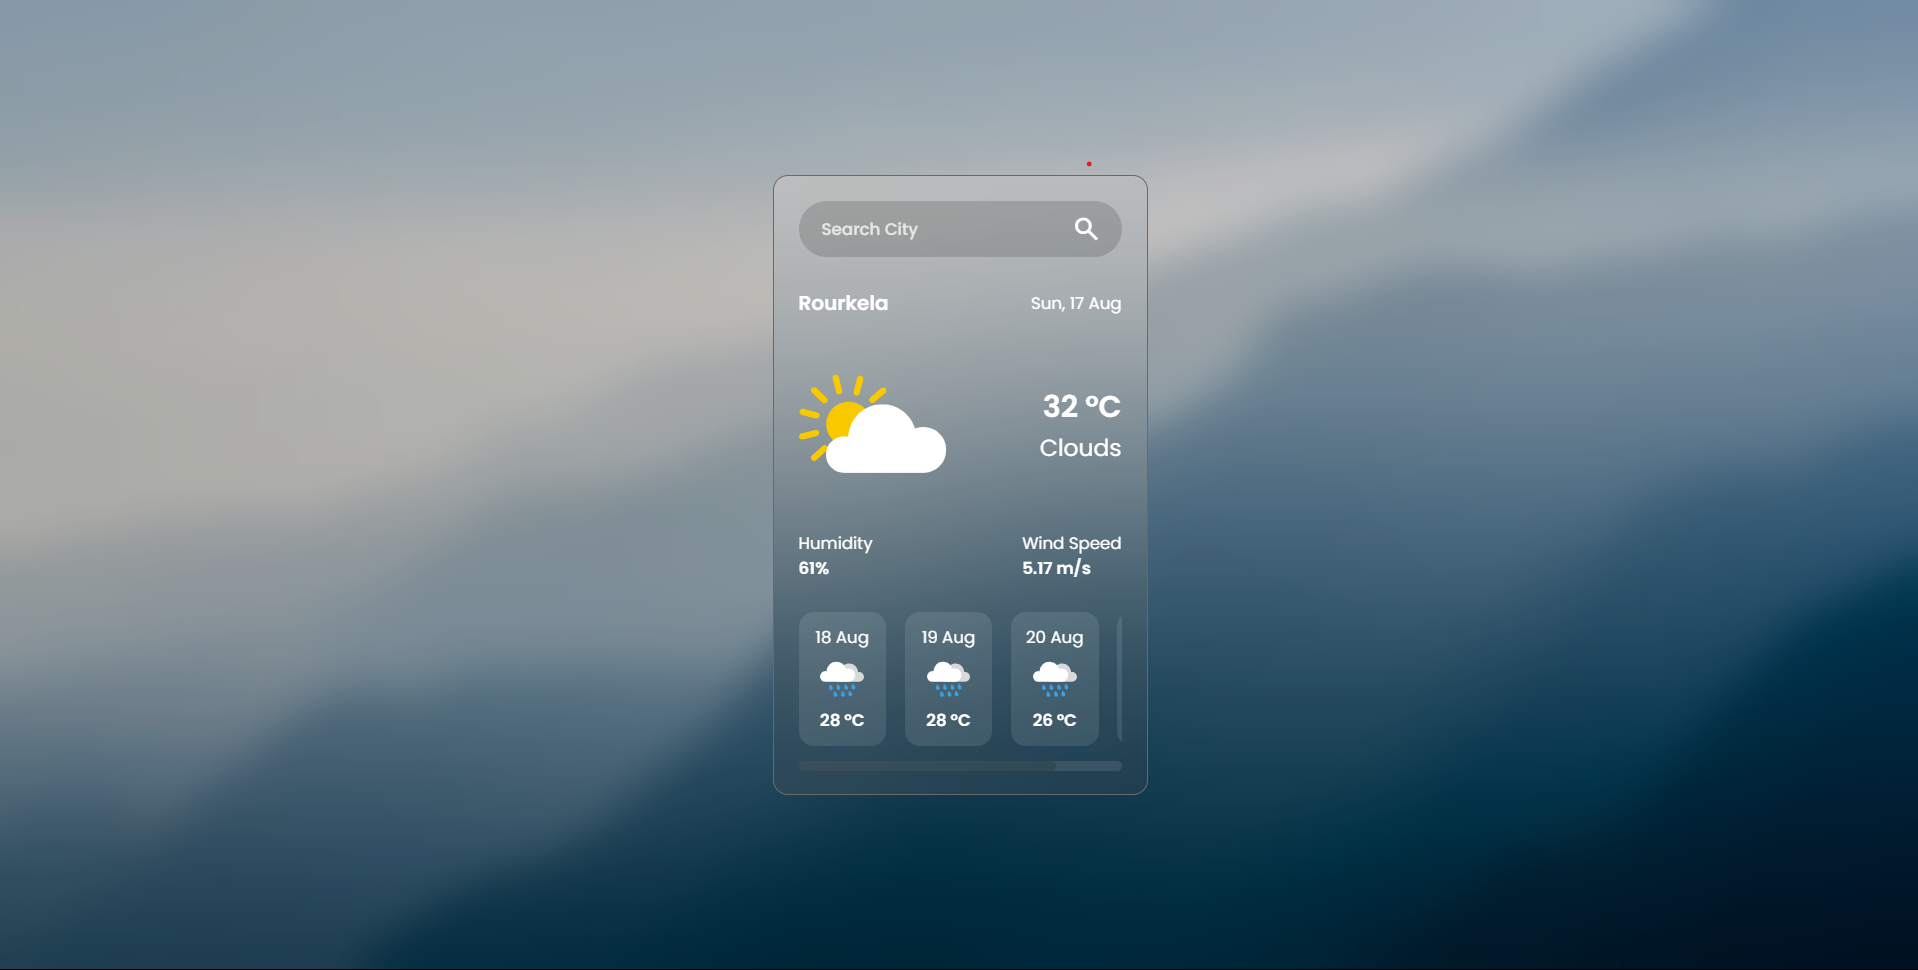 Search City
Rourkela
Sun, 17 Aug
32 °C
Clouds
Humidity
61%
Wind Speed
5.17 m/s
18 Aug
28 °C
19 Aug
28 °C
20 Aug
26 °C